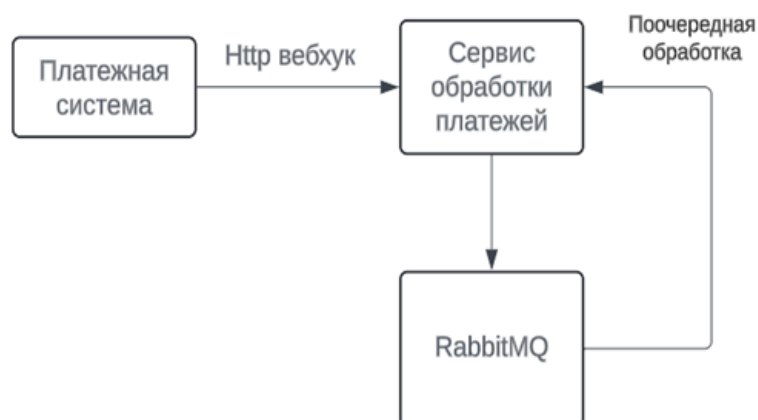 Платежная
система
Http вебхук
Сервис
обработки
платежей
Поочередная
обработка
RabbitMQ